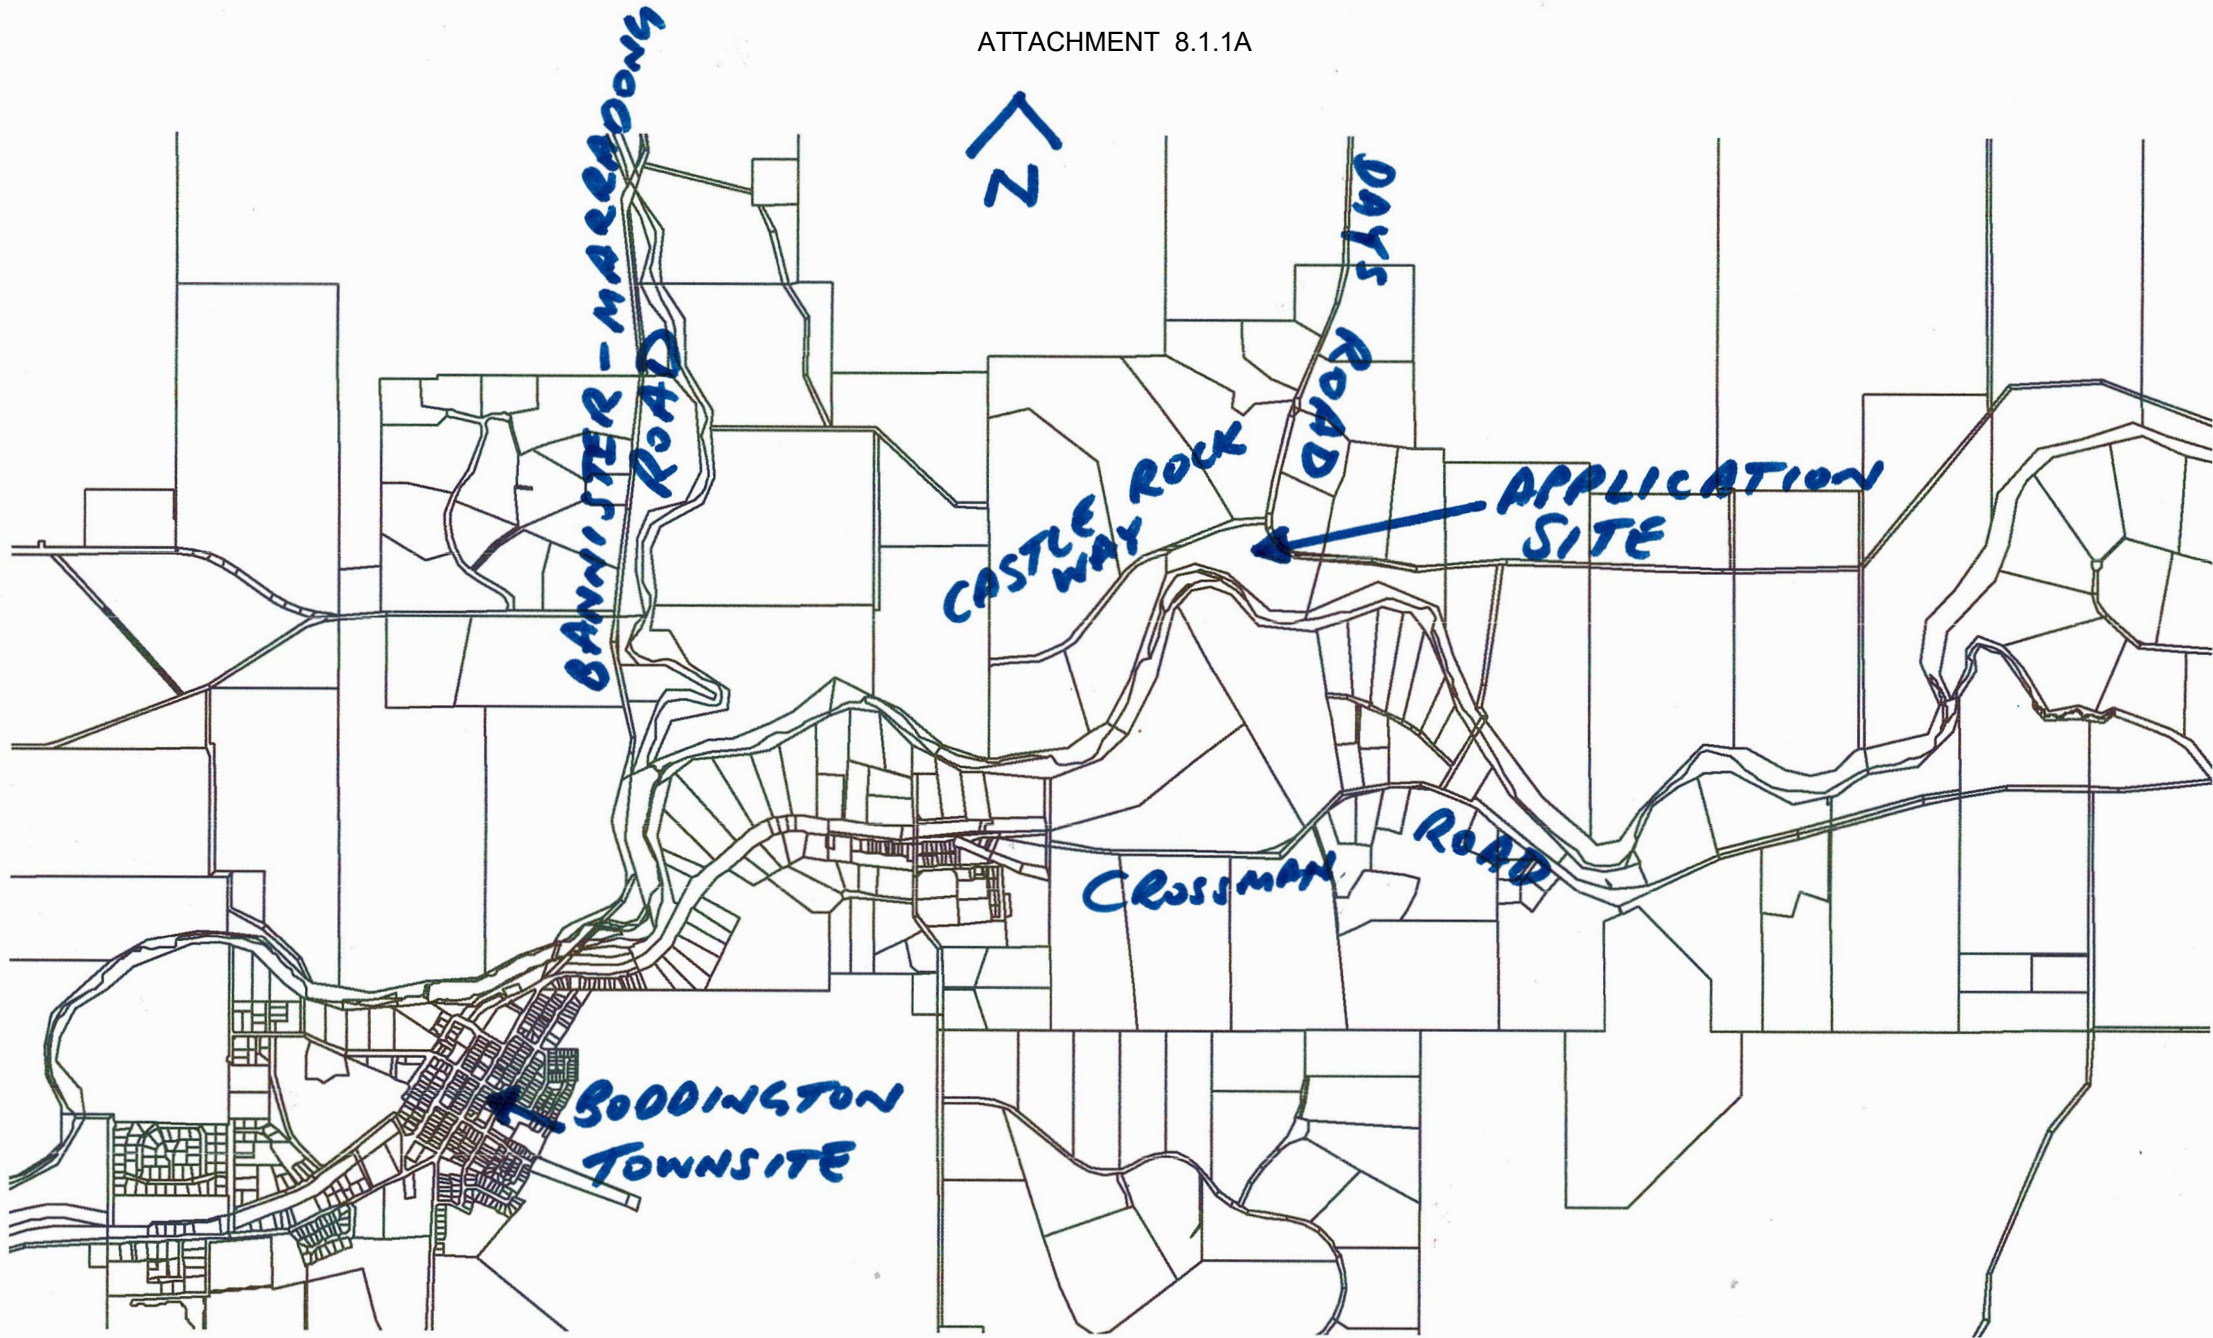 ATTACHMENT 8.1.1A
N
BANNISTER - MARRADONG
ROAD
DAYS ROAD
CASTLE ROCK
WAY
APPLICATION
SITE
CROSSMAN ROAD
BODDINGTON
TOWNSITE